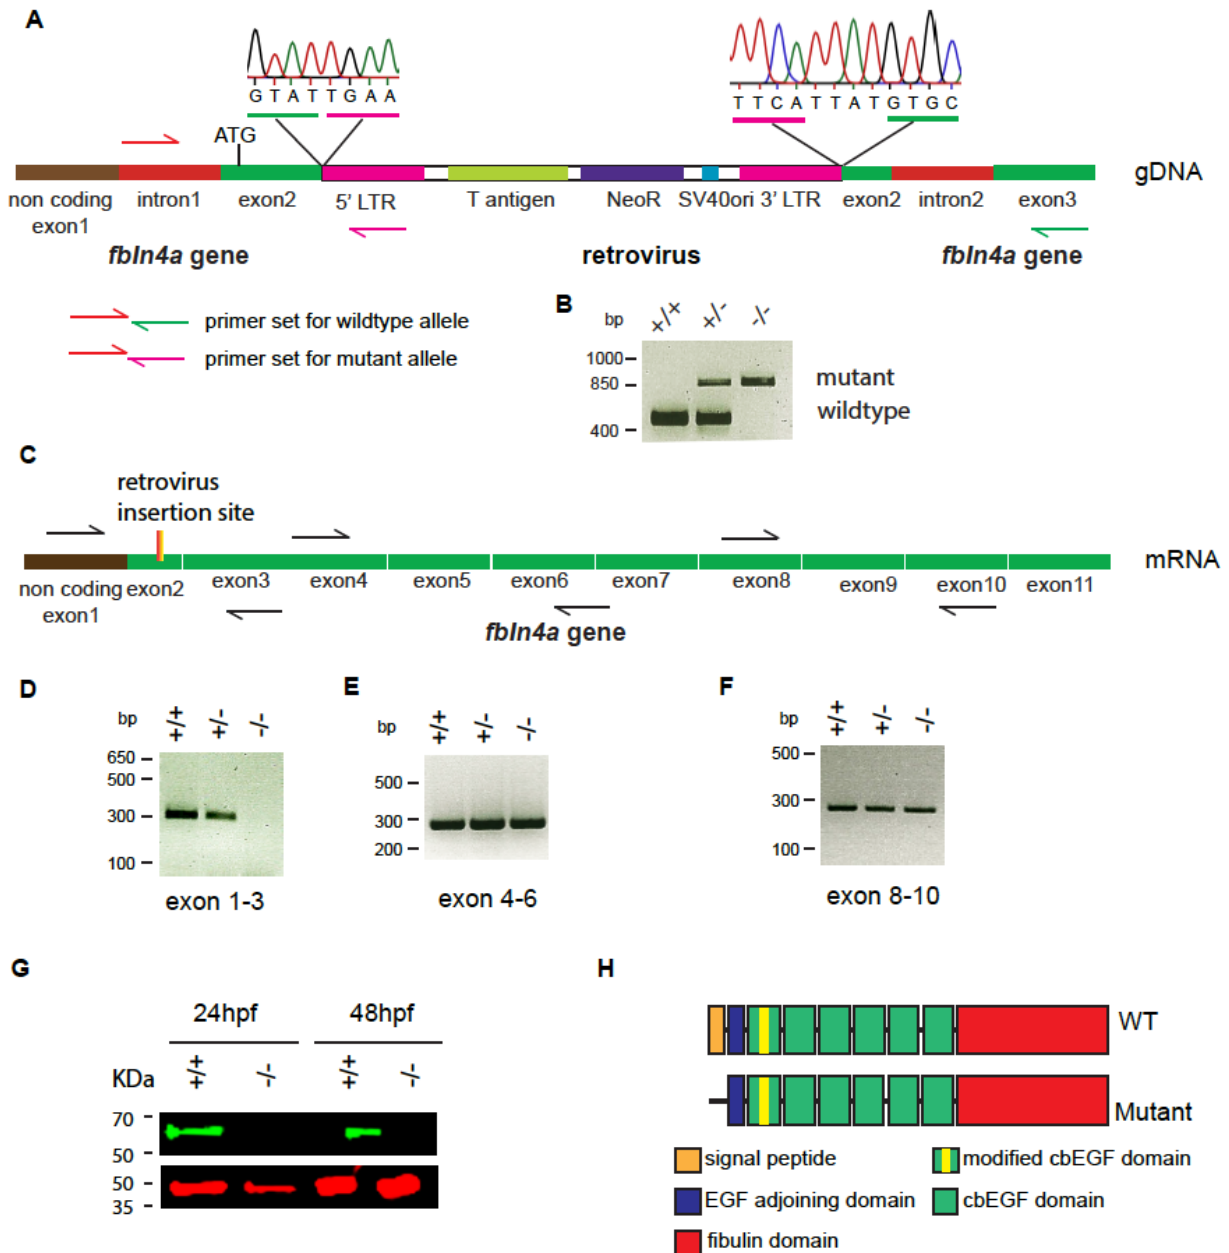 A
G T A T T G A A
T T C A T T A T G T G C
ATG
gDNA
non coding exon1
intron1
exon2
5' LTR
T antigen
NeoR
SV40ori
3' LTR
exon2
intron2
exon3
fbln4a gene
retrovirus
fbln4a gene
primer set for wildtype allele
primer set for mutant allele
B
bp
+/+
+/-
-/-
1000
850
400
mutant
wildtype
C
retrovirus
insertion site
mRNA
non coding
exon1
exon2
exon3
exon4
exon5
exon6
exon7
exon8
exon9
exon10
exon11
fbln4a gene
D
bp
+/+
+/-
-/-
650
500
300
100
exon 1-3
E
bp
+/+
+/-
-/-
500
300
200
exon 4-6
F
bp
+/+
+/-
-/-
500
300
100
exon 8-10
G
24hpf
48hpf
KDa
+/+
-/-
+/+
-/-
70
50
50
35
H
WT
Mutant
signal peptide
modified cbEGF domain
EGF adjoining domain
cbEGF domain
fibulin domain